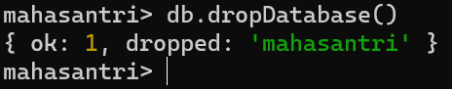 mahasantri> db.dropDatabase()
{ ok: 1, dropped: 'mahasantri' }
mahasantri>